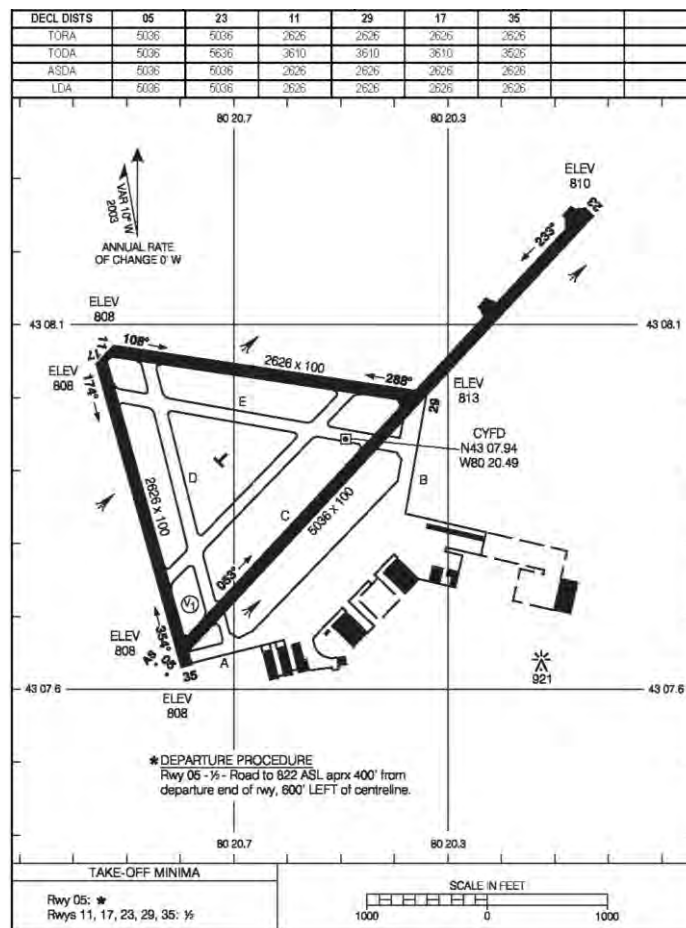 DECL DISTS 05 23 11 29 17 35
TORA 5036 5036 2626 2626 2626 2626
TODA 5036 5636 3610 3610 3610 3526
ASDA 5036 5036 2626 2626 2626 2626
LDA 5036 5036 2626 2626 2626 2626
80 20.7 80 20.3
VAR 10° W
2003
ANNUAL RATE
OF CHANGE 0' W
ELEV
810
23
233°
ELEV
808
43 08.1 43 08.1
11
108°
2626 x 100
288°
17
ELEV
808
174°
ELEV
813
29
E
CYFD
N43 07.94
W80 20.49
D
B
2626 x 100
C
5036 x 100
053°
V1
ELEV
808
354°
05
AS
35
A
921
43 07.6 43 07.6
ELEV
808
* DEPARTURE PROCEDURE
Rwy 05 - ½ - Road to 822 ASL aprx 400' from
departure end of rwy, 600' LEFT of centreline.
80 20.7 80 20.3
TAKE-OFF MINIMA
Rwy 05: *
Rwys 11, 17, 23, 29, 35: ½
SCALE IN FEET
1000 0 1000